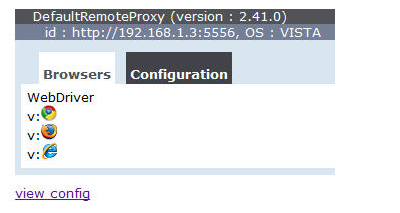 DefaultRemoteProxy (version : 2.41.0)
id : http://192.168.1.3:5556, OS : VISTA
Browsers Configuration
WebDriver
v:
v:
v:
view config